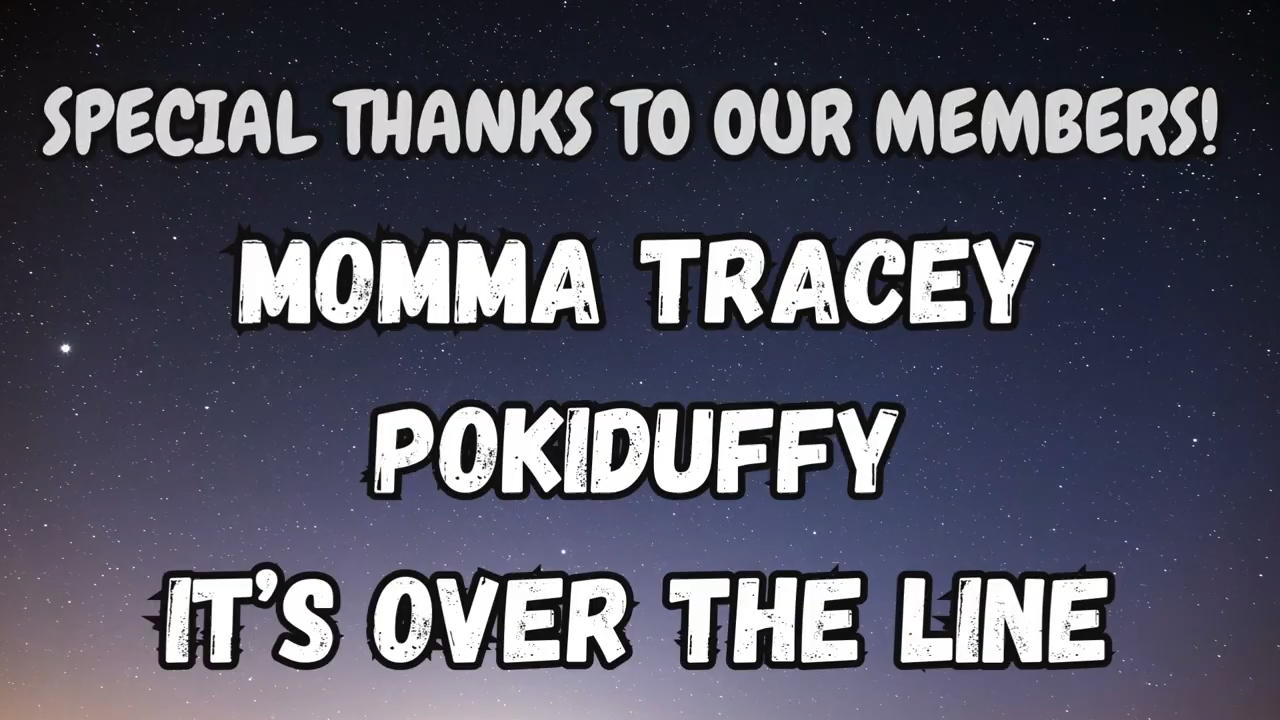 SPECIAL THANKS TO OUR MEMBERS!
MOMMA TRACEY
POKIDUFFY
IT'S OVER THE LINE